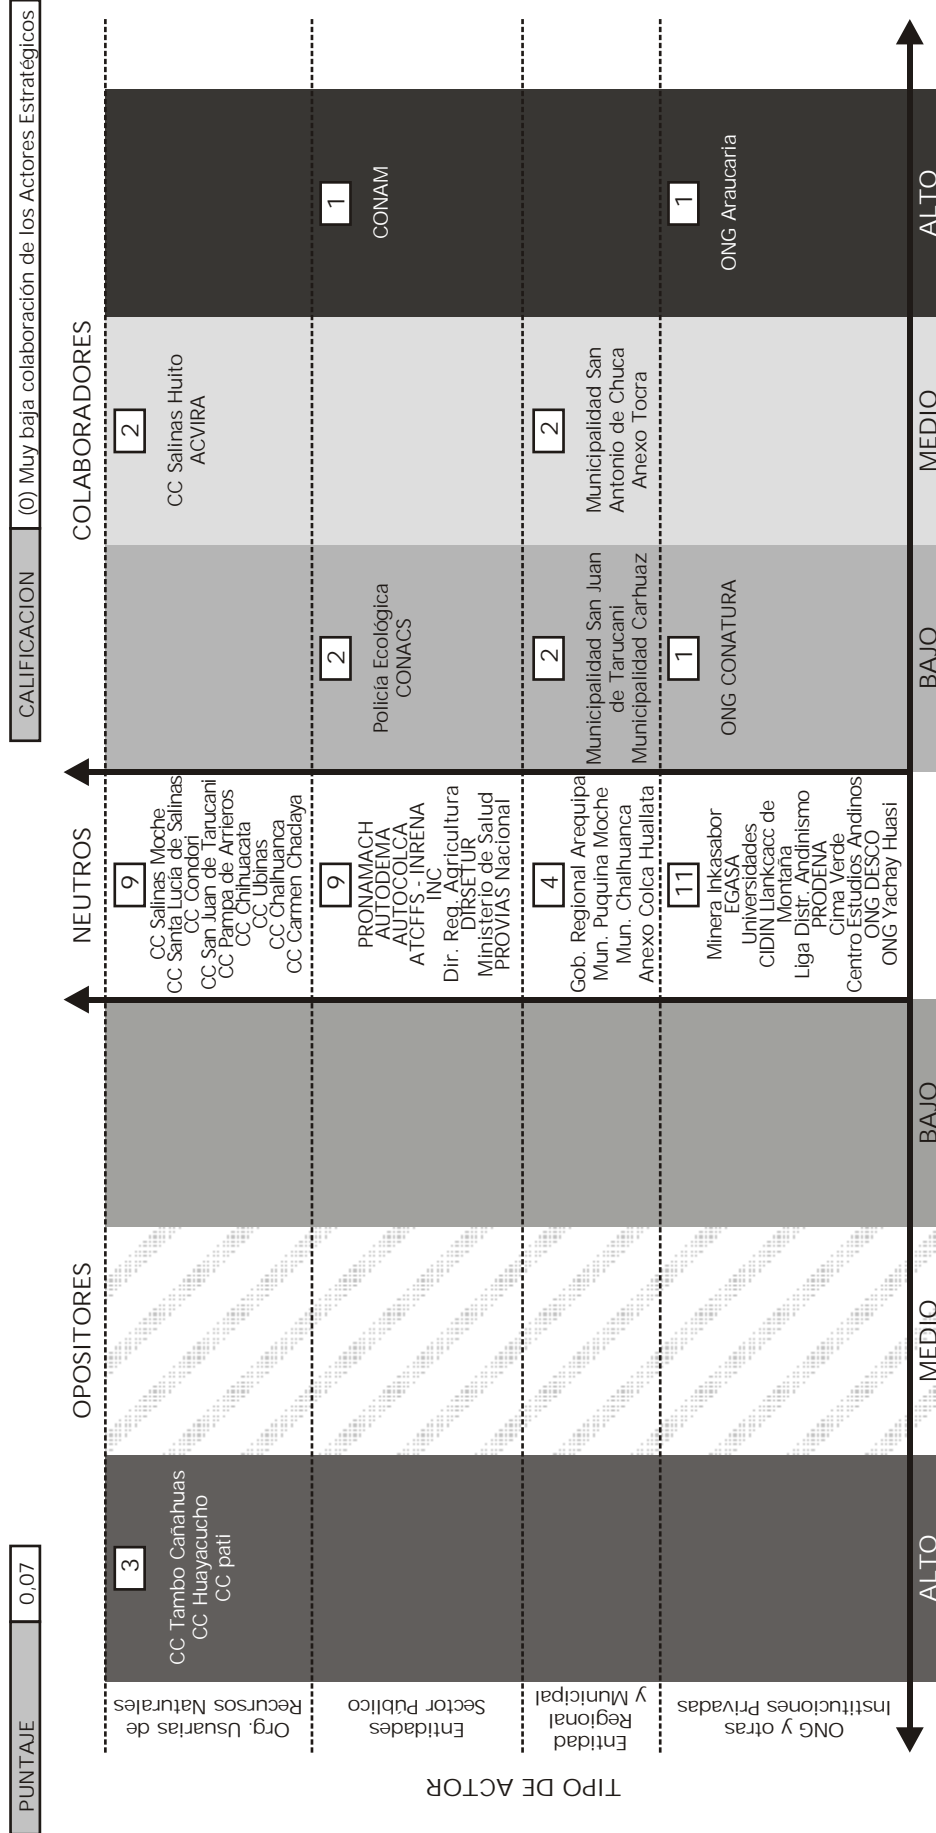 PUNTAJE
0,07
CALIFICACION
(0) Muy baja colaboración de los Actores Estratégicos
OPOSITORES
NEUTROS
COLABORADORES
TIPO DE ACTOR
Org. Usuarias de
Recursos Naturales
3
CC Tambo Cañahuas
CC Huayacucho
CC pati
9
CC Salinas Moche
CC Santa Lucía de Salinas
CC Condori
CC San Juan de Tarucani
CC Pampa de Arrieros
CC Chihuacata
CC Ubinas
CC Chalhuanca
CC Carmen Chaclaya
2
CC Salinas Huito
ACVIRA
Entidades
Sector Público
9
PRONAMACH
AUTODEMA
AUTOCOLCA
ATCFFS - INRENA
INC
Dir. Reg. Agricultura
DIRSETUR
Ministerio de Salud
PROVIAS Nacional
2
Policía Ecológica
CONACS
1
CONAM
Entidad
Regional
y Municipal
4
Gob. Regional Arequipa
Mun. Puquina Moche
Mun. Chalhuanca
Anexo Colca Huallata
2
Municipalidad San Juan
de Tarucani
Municipalidad Carhuaz
2
Municipalidad San
Antonio de Chuca
Anexo Tocra
ONG y otras
Instituciones Privadas
11
Minera Inkasabor
EGASA
Universidades
CIDIN Llankcacc de
Montaña
Liga Distr. Andinismo
PRODENA
Cima Verde
Centro Estudios Andinos
ONG DESCO
ONG Yachay Huasi
1
ONG CONATURA
1
ONG Araucaria
ALTO
MEDIO
BAJO
BAJO
MEDIO
ALTO